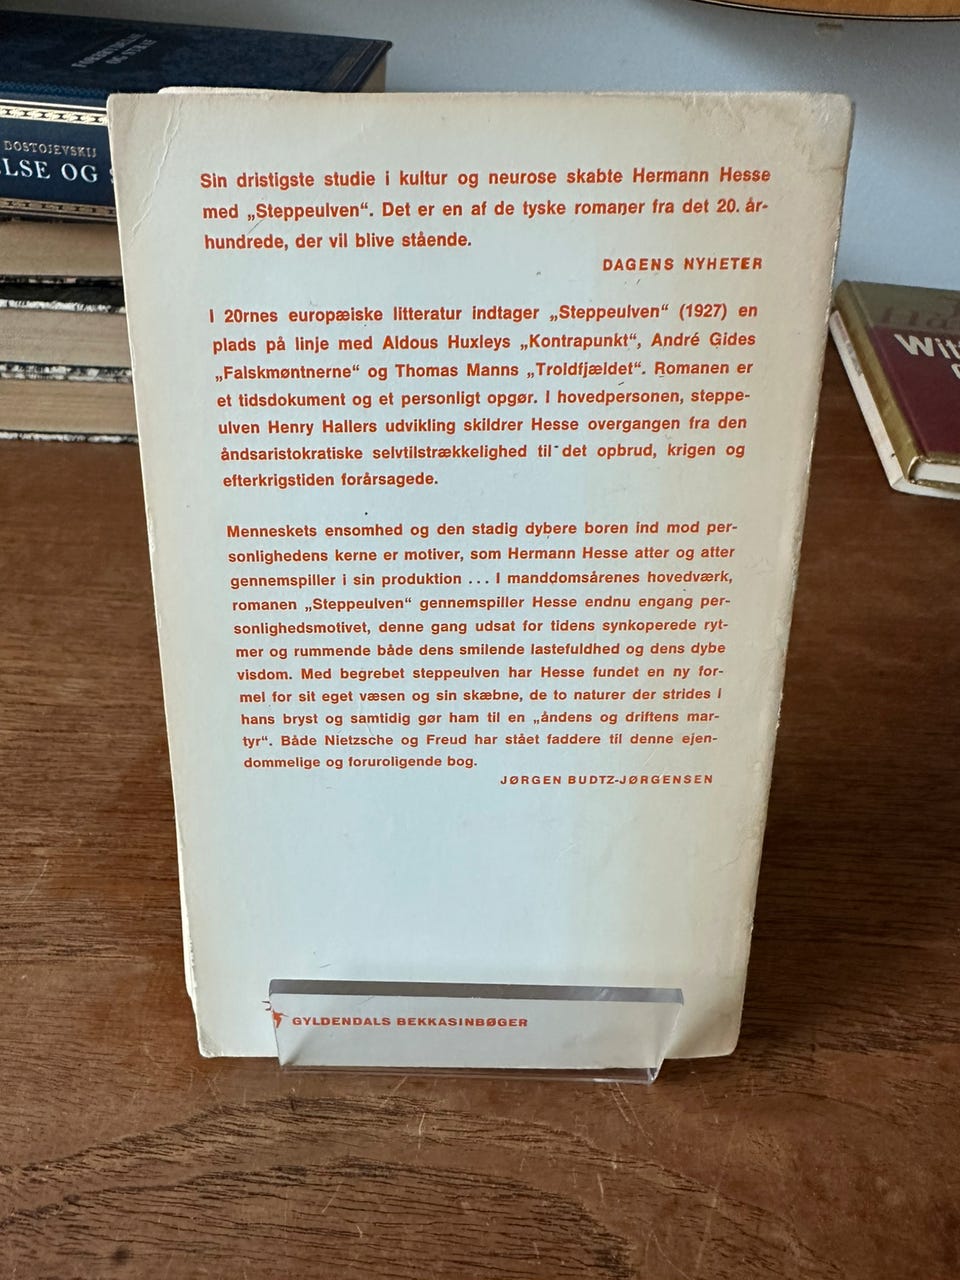 FORBRYDELSE
OG STRAF
DOSTOJEVSKIJ
ELSE OG
Sin dristigste studie i kultur og neurose skabte Hermann Hesse
med „Steppeulven“. Det er en af de tyske romaner fra det 20. år-
hundrede, der vil blive stående.
DAGENS NYHETER
I 20rnes europæiske litteratur indtager „Steppeulven“ (1927) en
plads på linje med Aldous Huxleys „Kontrapunkt“, André Gides
„Falskmøntnerne“ og Thomas Manns „Troldfjældet“. Romanen er
et tidsdokument og et personligt opgør. I hovedpersonen, steppe-
ulven Henry Hallers udvikling skildrer Hesse overgangen fra den
åndsaristokratiske selvtilstrækkelighed til det opbrud, krigen og
efterkrigstiden forårsagede.
Menneskets ensomhed og den stadig dybere boren ind mod per-
sonlighedens kerne er motiver, som Hermann Hesse atter og atter
gennemspiller i sin produktion ... I manddomsårenes hovedværk,
romanen „Steppeulven“ gennemspiller Hesse endnu engang per-
sonlighedsmotivet, denne gang udsat for tidens synkoperede ryt-
mer og rummende både dens smilende lastefuldhed og dens dybe
visdom. Med begrebet steppeulven har Hesse fundet en ny for-
mel for sit eget væsen og sin skæbne, de to naturer der strides i
hans bryst og samtidig gør ham til en „åndens og driftens mar-
tyr“. Både Nietzsche og Freud har stået faddere til denne ejen-
dommelige og foruroligende bog.
JØRGEN BUDTZ-JØRGENSEN
GYLDENDALS BEKKASINBØGER
Wit